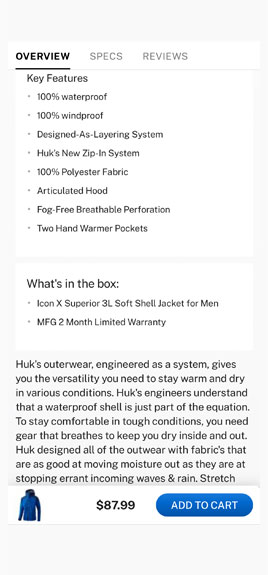 OVERVIEW SPECS REVIEWS
Key Features
• 100% waterproof
• 100% windproof
• Designed-As-Layering System
• Huk's New Zip-In System
• 100% Polyester Fabric
• Articulated Hood
• Fog-Free Breathable Perforation
• Two Hand Warmer Pockets
What's in the box:
• Icon X Superior 3L Soft Shell Jacket for Men
• MFG 2 Month Limited Warranty
Huk's outerwear, engineered as a system, gives
you the versatility you need to stay warm and dry
in various conditions. Huk's engineers understand
that a waterproof shell is just part of the equation.
To stay comfortable in tough conditions, you need
gear that breathes to keep you dry inside and out.
Huk designed all of the outwear with fabric's that
are as good at moving moisture out as they are at
stopping errant incoming waves & rain. Stretch
$87.99 ADD TO CART